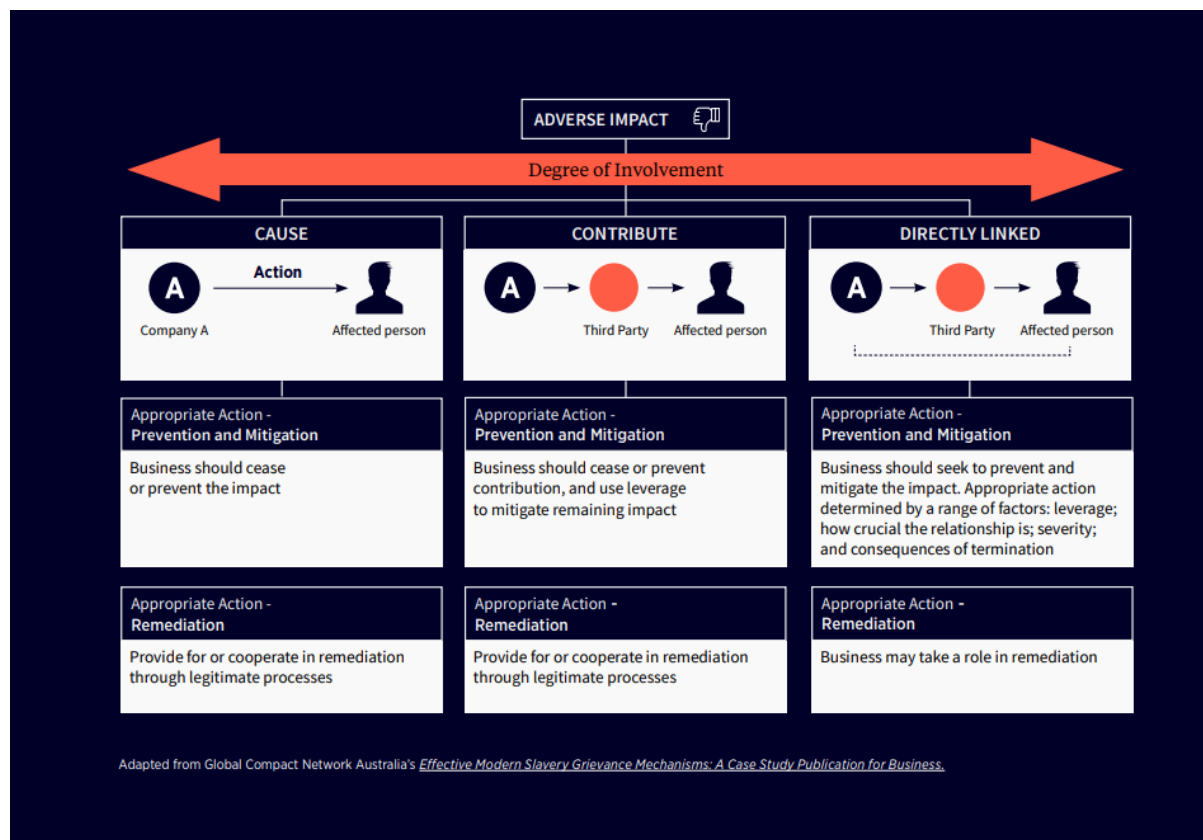 ADVERSE IMPACT
Degree of Involvement
CAUSE
A
Action
Company A
Affected person
Appropriate Action -
Prevention and Mitigation
Business should cease
or prevent the impact
Appropriate Action -
Remediation
Provide for or cooperate in remediation
through legitimate processes
CONTRIBUTE
A
Third Party
Affected person
Appropriate Action -
Prevention and Mitigation
Business should cease or prevent
contribution, and use leverage
to mitigate remaining impact
Appropriate Action -
Remediation
Provide for or cooperate in remediation
through legitimate processes
DIRECTLY LINKED
A
Third Party
Affected person
Appropriate Action -
Prevention and Mitigation
Business should seek to prevent and
mitigate the impact. Appropriate action
determined by a range of factors: leverage;
how crucial the relationship is; severity;
and consequences of termination
Appropriate Action -
Remediation
Business may take a role in remediation
Adapted from Global Compact Network Australia's Effective Modern Slavery Grievance Mechanisms: A Case Study Publication for Business.